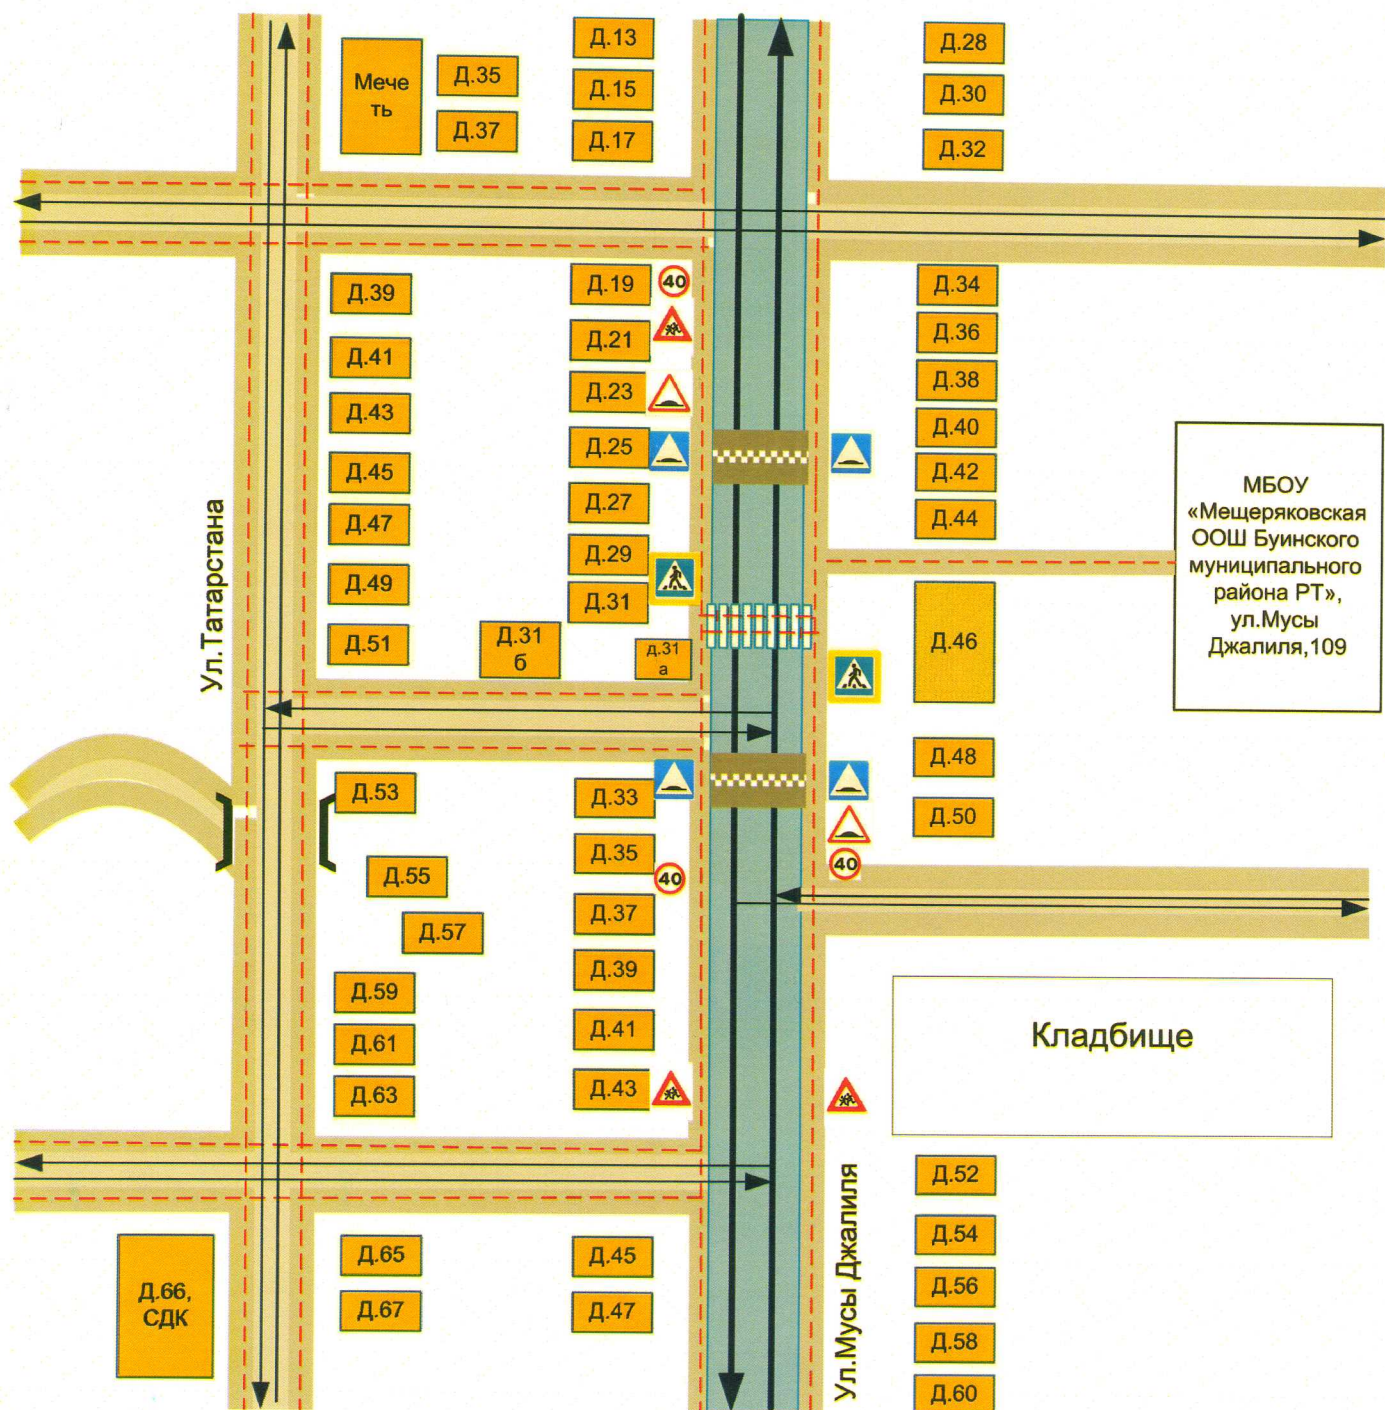 Д.13
Д.28
Мече
ть
Д.35
Д.15
Д.30
Д.37
Д.17
Д.32
Д.39
Д.19
40
Д.34
Д.21
Д.36
Д.41
Д.23
Д.38
Д.43
Д.25
Д.40
Д.45
Д.42
Д.27
Д.47
Д.44
Д.29
Д.49
Д.31
Д.51
Д.31
б
д.31
а
Д.46
МБОУ
«Мещеряковская
ООШ Буинского
муниципального
района РТ»,
ул.Мусы
Джалиля,109
Ул.Татарстана
Д.48
Д.53
Д.33
Д.50
Д.35
40
Д.55
40
Д.37
Д.57
Д.39
Д.59
Д.41
Кладбище
Д.61
Д.43
Д.63
Ул.Мусы Джалиля
Д.52
Д.54
Д.65
Д.45
Д.56
Д.66,
СДК
Д.67
Д.47
Д.58
Д.60